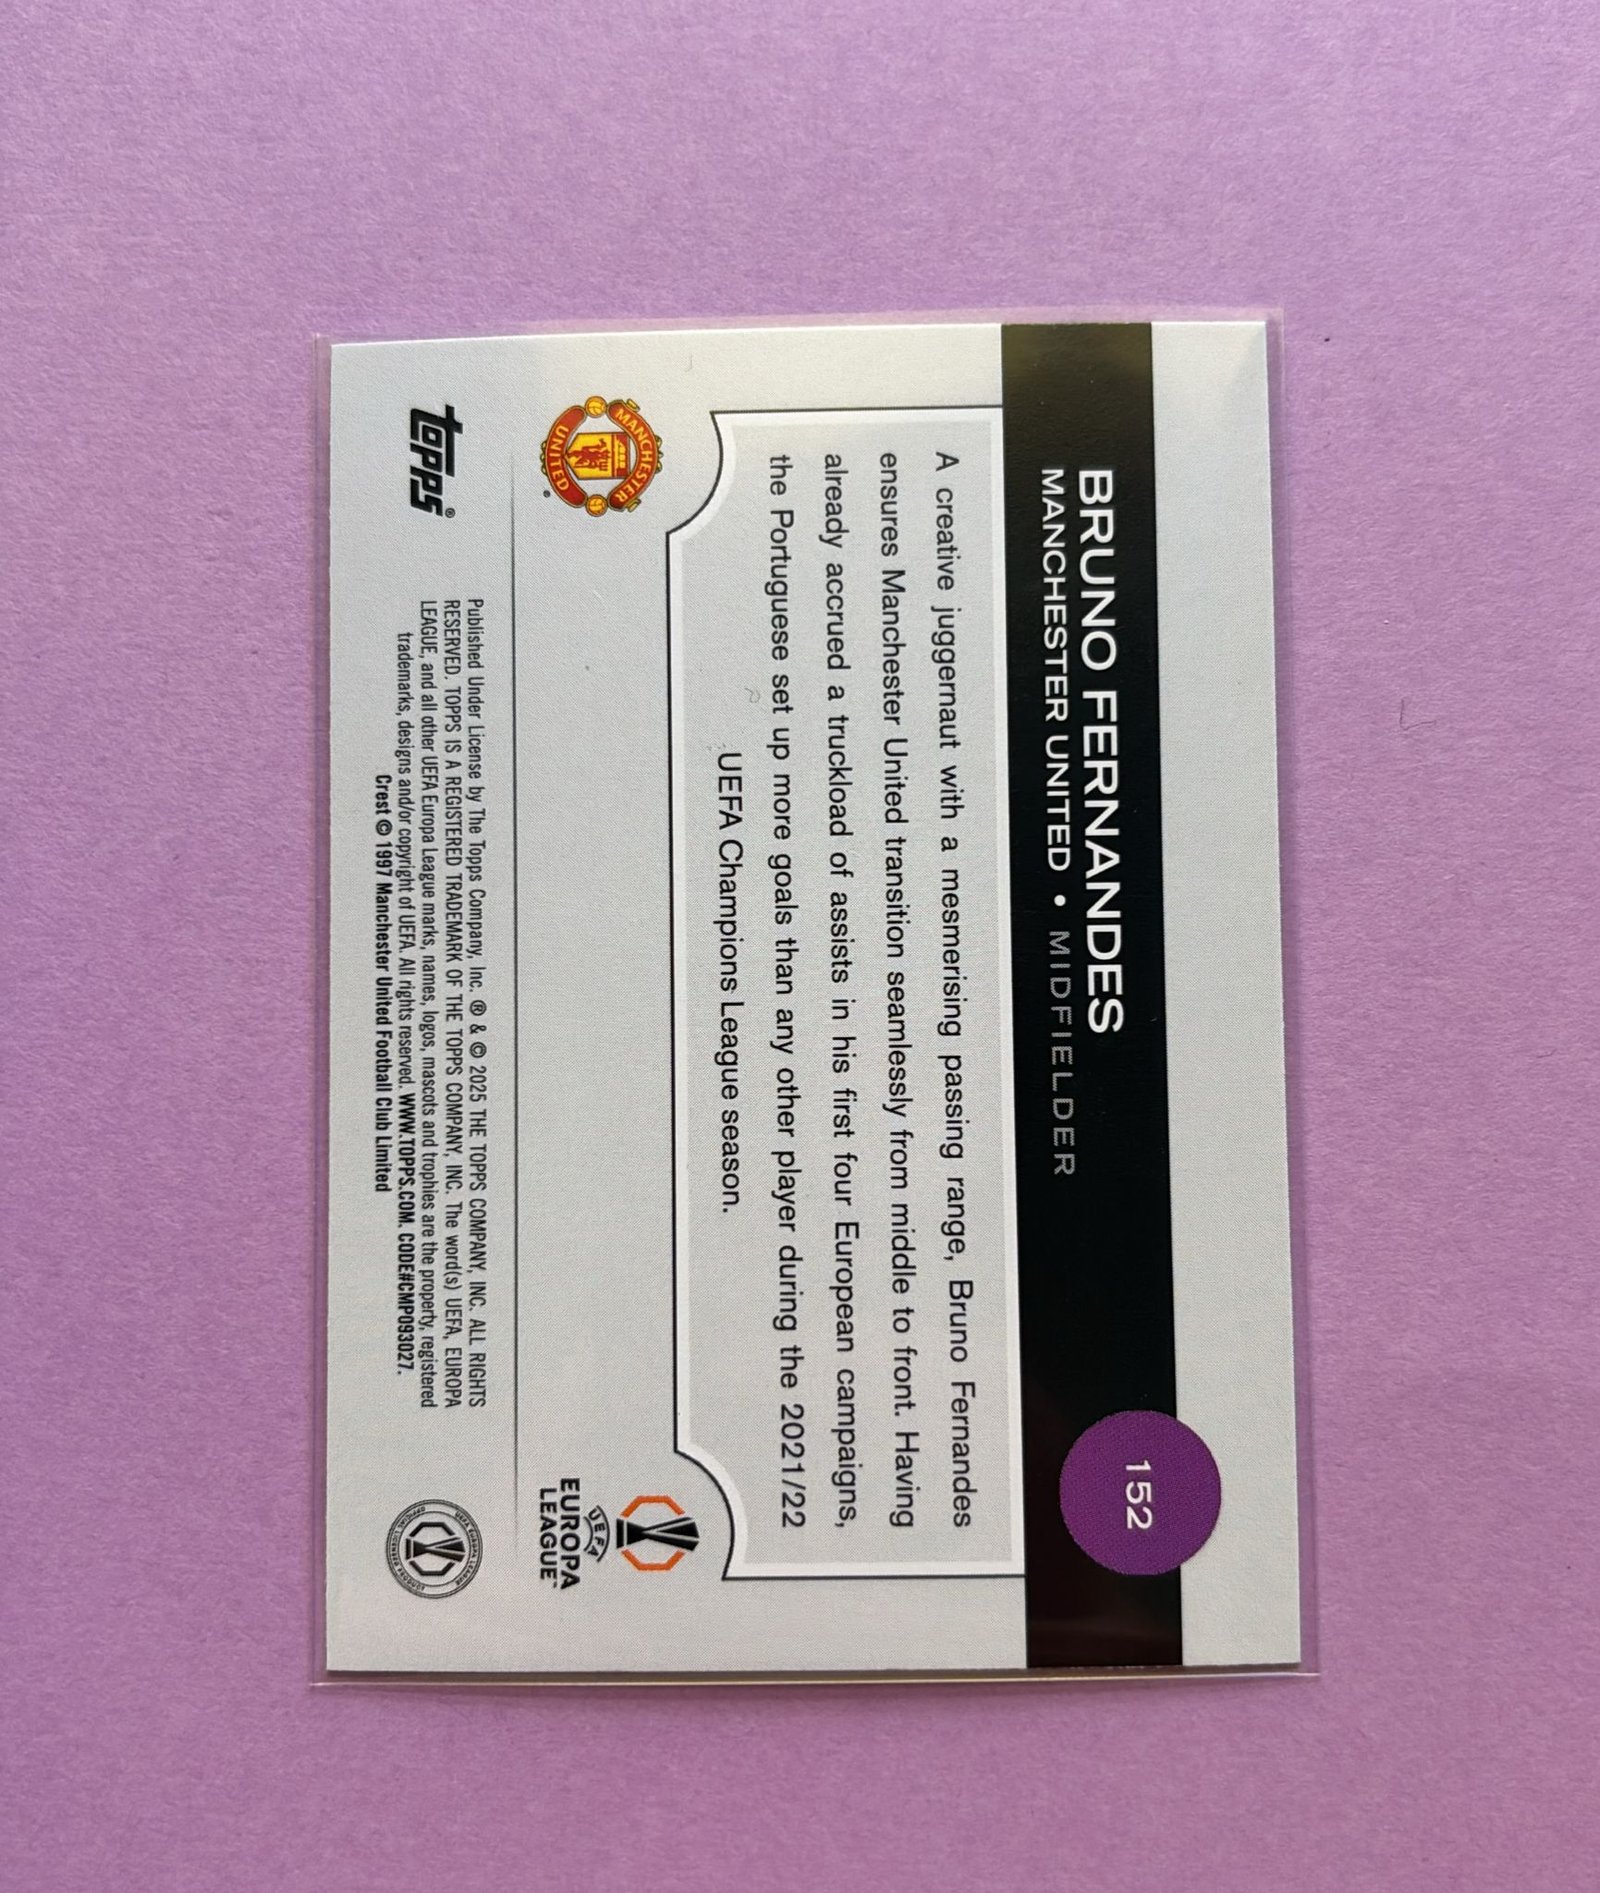 152
BRUNO FERNANDES
MANCHESTER UNITED • MIDFIELDER
A creative juggernaut with a mesmerising passing range, Bruno Fernandes
ensures Manchester United transition seamlessly from middle to front. Having
already accrued a truckload of assists in his first four European campaigns,
the Portuguese set up more goals than any other player during the 2021/22
UEFA Champions League season.
MANCHESTER
UNITED
UEFA
EUROPA
LEAGUE™
topps®
Published Under License by The Topps Company, Inc. ® & © 2025 THE TOPPS COMPANY, INC. ALL RIGHTS
RESERVED. TOPPS IS A REGISTERED TRADEMARK OF THE TOPPS COMPANY, INC. The word(s) UEFA, EUROPA
LEAGUE, and all other UEFA Europa League marks, names, logos, mascots and trophies are the property, registered
trademarks, designs and/or copyright of UEFA. All rights reserved. WWW.TOPPS.COM. CODE#CMP093027.
Crest © 1997 Manchester United Football Club Limited